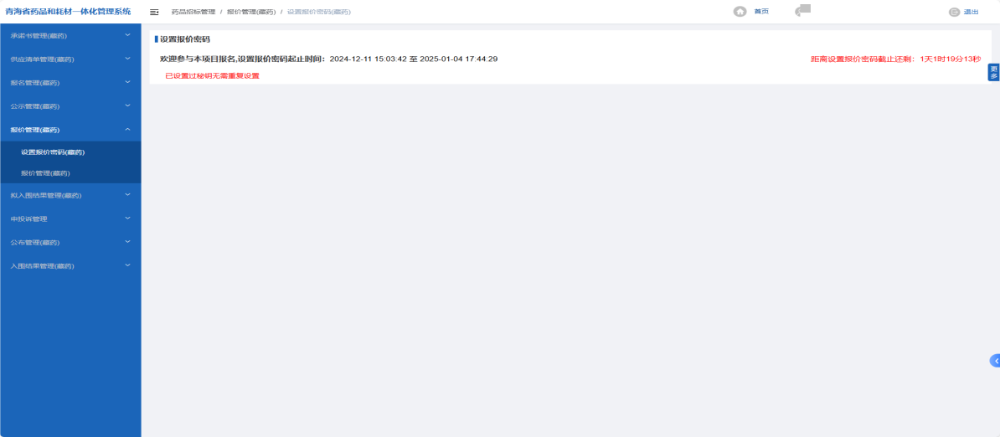 青海省药品和耗材一体化管理系统
药品招标管理 / 报价管理(藏药) / 设置报价密码(藏药)
首页
退出
承诺书管理(藏药)
供应清单管理(藏药)
报名管理(藏药)
公示管理(藏药)
报价管理(藏药)
设置报价密码(藏药)
报价管理(藏药)
拟入围结果管理(藏药)
申投诉管理
公布管理(藏药)
入围结果管理(藏药)
设置报价密码
欢迎参与本项目报名,设置报价密码起止时间：2024-12-11 15:03:42 至 2025-01-04 17:44:29
距离设置报价密码截止还剩：1天1时19分13秒
已设置过秘钥无需重复设置
更多